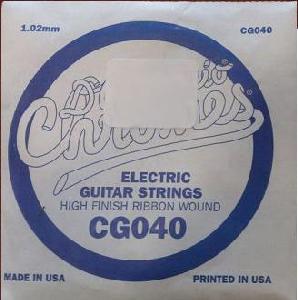 1.02mm CG040
Chromes
ELECTRIC
GUITAR STRINGS
HIGH FINISH RIBBON WOUND
CG040
MADE IN USA PRINTED IN USA